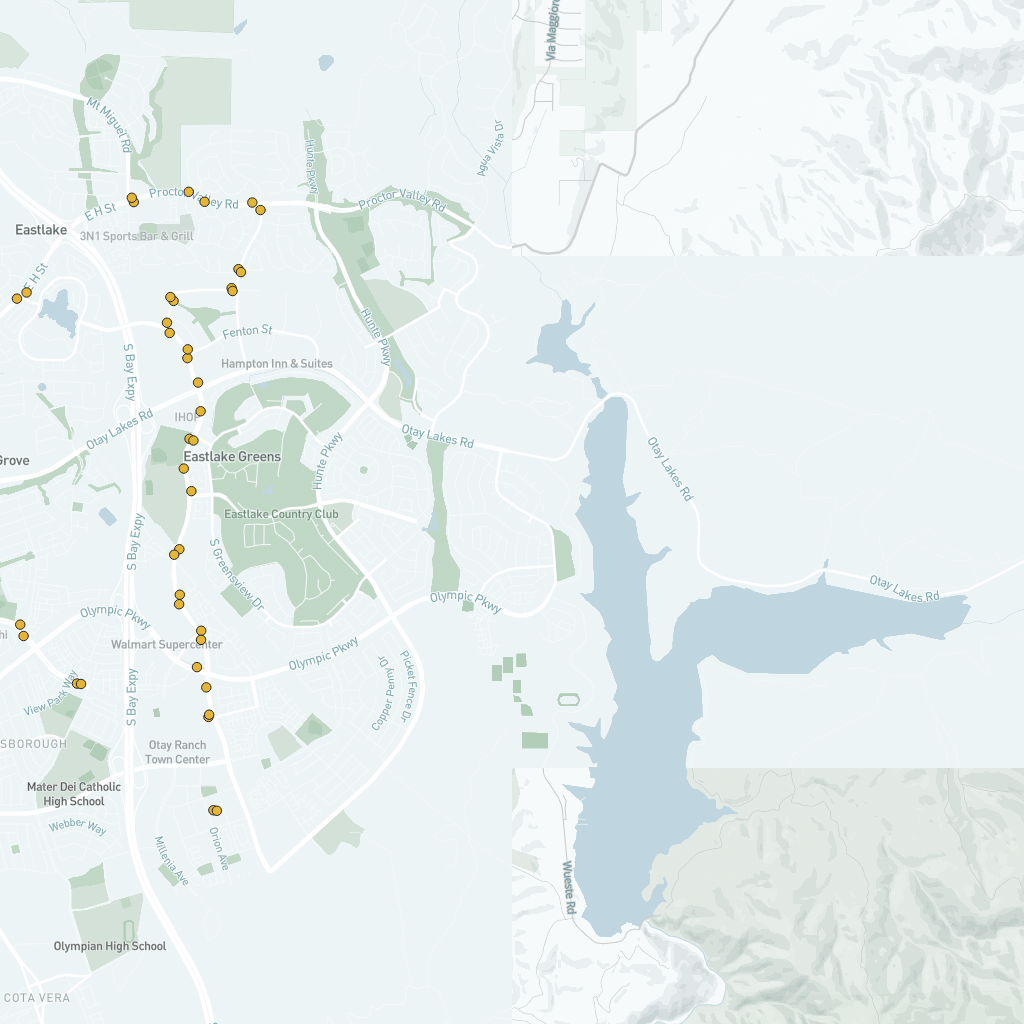 Via Maggiore
Mt Miguel Rd
Agua Vista Dr
Hunte Pkwy
Proctor Valley Rd
Proctor Valley Rd
E H St
Eastlake
3N1 Sports Bar & Grill
E H St
Fenton St
Hunte Pkwy
S Bay Expy
Hampton Inn & Suites
IHOP
Otay Lakes Rd
Otay Lakes Rd
Otay Lakes Rd
Grove
Eastlake Greens
Hunte Pkwy
Eastlake Country Club
S Bay Expy
S Greensview Dr
Otay Lakes Rd
Olympic Pkwy
Olympic Pkwy
hi
Walmart Supercenter
Olympic Pkwy
View Park Way
S Bay Expy
Copper Penny Dr
Picket Fence Dr
SBOROUGH
Otay Ranch
Town Center
Mater Dei Catholic
High School
Webber Way
Millenia Ave
Orion Ave
Wueste Rd
Olympian High School
COTA VERA